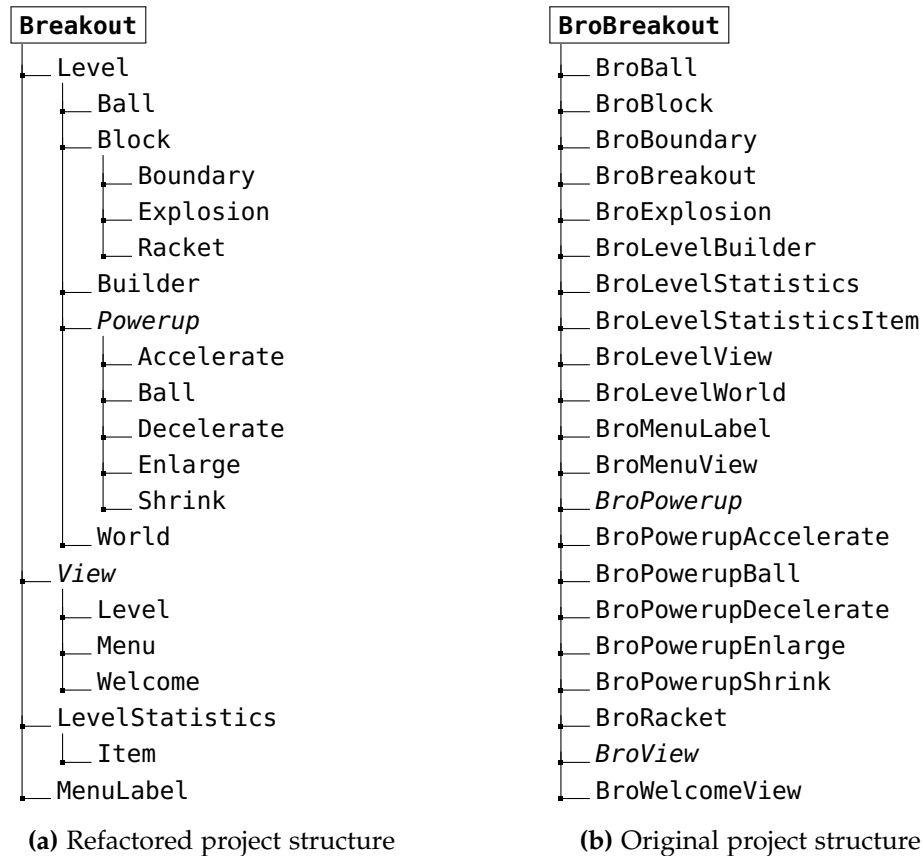 Breakout
Level
Ball
Block
Boundary
Explosion
Racket
Builder
Powerup
Accelerate
Ball
Decelerate
Enlarge
Shrink
World
View
Level
Menu
Welcome
LevelStatistics
Item
MenuLabel
(a) Refactored project structure
BroBreakout
BroBall
BroBlock
BroBoundary
BroBreakout
BroExplosion
BroLevelBuilder
BroLevelStatistics
BroLevelStatisticsItem
BroLevelView
BroLevelWorld
BroMenuLabel
BroMenuView
BroPowerup
BroPowerupAccelerate
BroPowerupBall
BroPowerupDecelerate
BroPowerupEnlarge
BroPowerupShrink
BroRacket
BroView
BroWelcomeView
(b) Original project structure